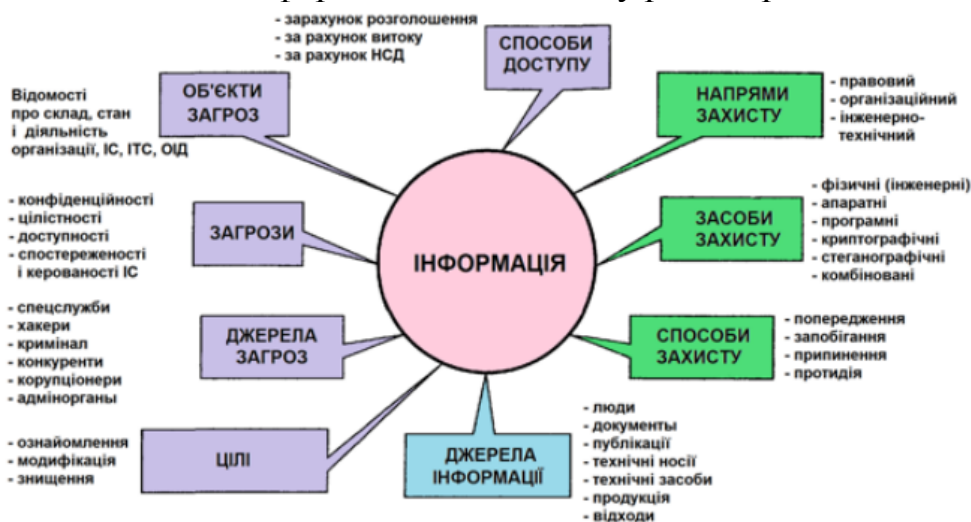 - зарахунок розголошення
- за рахунок витоку
- за рахунок НСД
СПОСОБИ
ДОСТУПУ
Відомості
про склад, стан
і діяльність
організації, ІС, ІТС, ОІД
ОБ'ЄКТИ
ЗАГРОЗ
НАПРЯМИ
ЗАХИСТУ
- правовий
- організаційний
- інженерно-
технічний
- конфіденційності
- цілістності
- доступності
- спостереженості
і керованості ІС
ЗАГРОЗИ
ІНФОРМАЦІЯ
ЗАСОБИ
ЗАХИСТУ
- фізичні (інженерні)
- апаратні
- програмні
- криптографічні
- стеганографічні
- комбіновані
- спецслужби
- хакери
- кримінал
- конкуренти
- корупціонери
- адмінорганы
ДЖЕРЕЛА
ЗАГРОЗ
СПОСОБИ
ЗАХИСТУ
- попередження
- запобігання
- припинення
- протидія
- ознайомлення
- модифікація
- знищення
ЦІЛІ
ДЖЕРЕЛА
ІНФОРМАЦІЇ
- люди
- документы
- публікації
- технічні носії
- технічні засоби
- продукція
- відходи